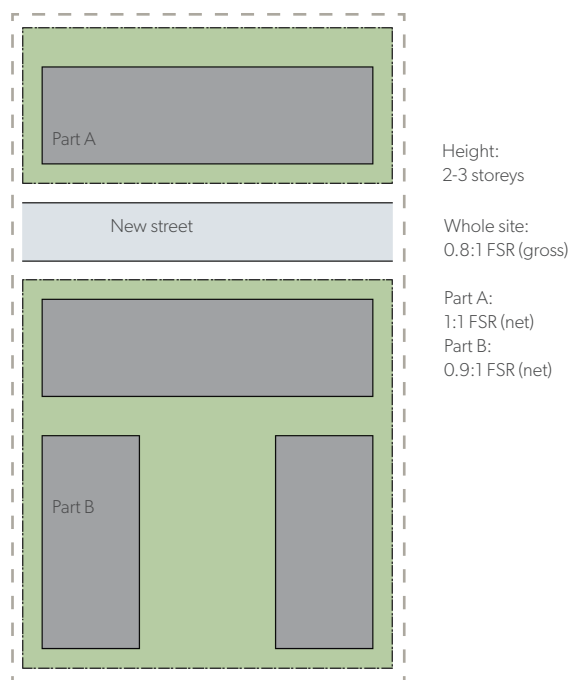 Part A
New street
Part B
Height:
2-3 storeys
Whole site:
0.8:1 FSR (gross)
Part A:
1:1 FSR (net)
Part B:
0.9:1 FSR (net)